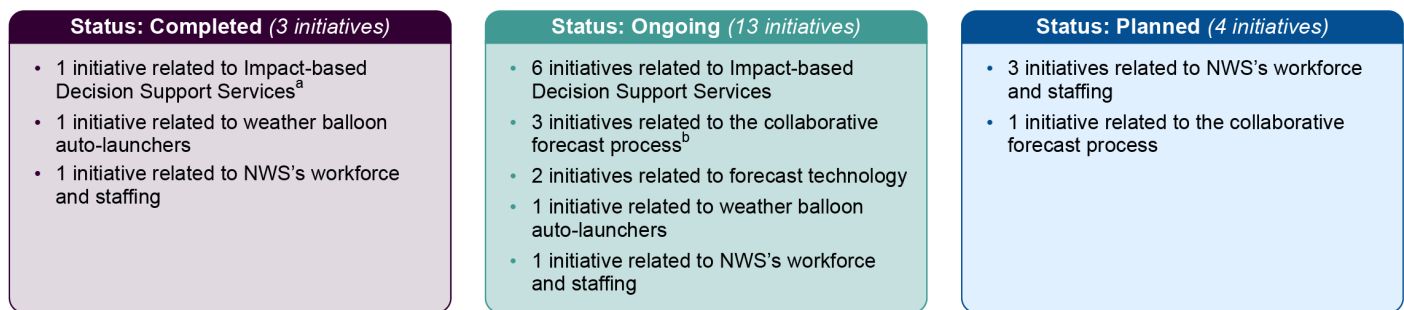 Status: Completed (3 initiatives)
• 1 initiative related to Impact-based
Decision Support Servicesᵃ
• 1 initiative related to weather balloon
auto-launchers
• 1 initiative related to NWS’s workforce
and staffing
Status: Ongoing (13 initiatives)
• 6 initiatives related to Impact-based
Decision Support Services
• 3 initiatives related to the collaborative
forecast processᵇ
• 2 initiatives related to forecast technology
• 1 initiative related to weather balloon
auto-launchers
• 1 initiative related to NWS’s workforce
and staffing
Status: Planned (4 initiatives)
• 3 initiatives related to NWS’s workforce
and staffing
• 1 initiative related to the collaborative
forecast process